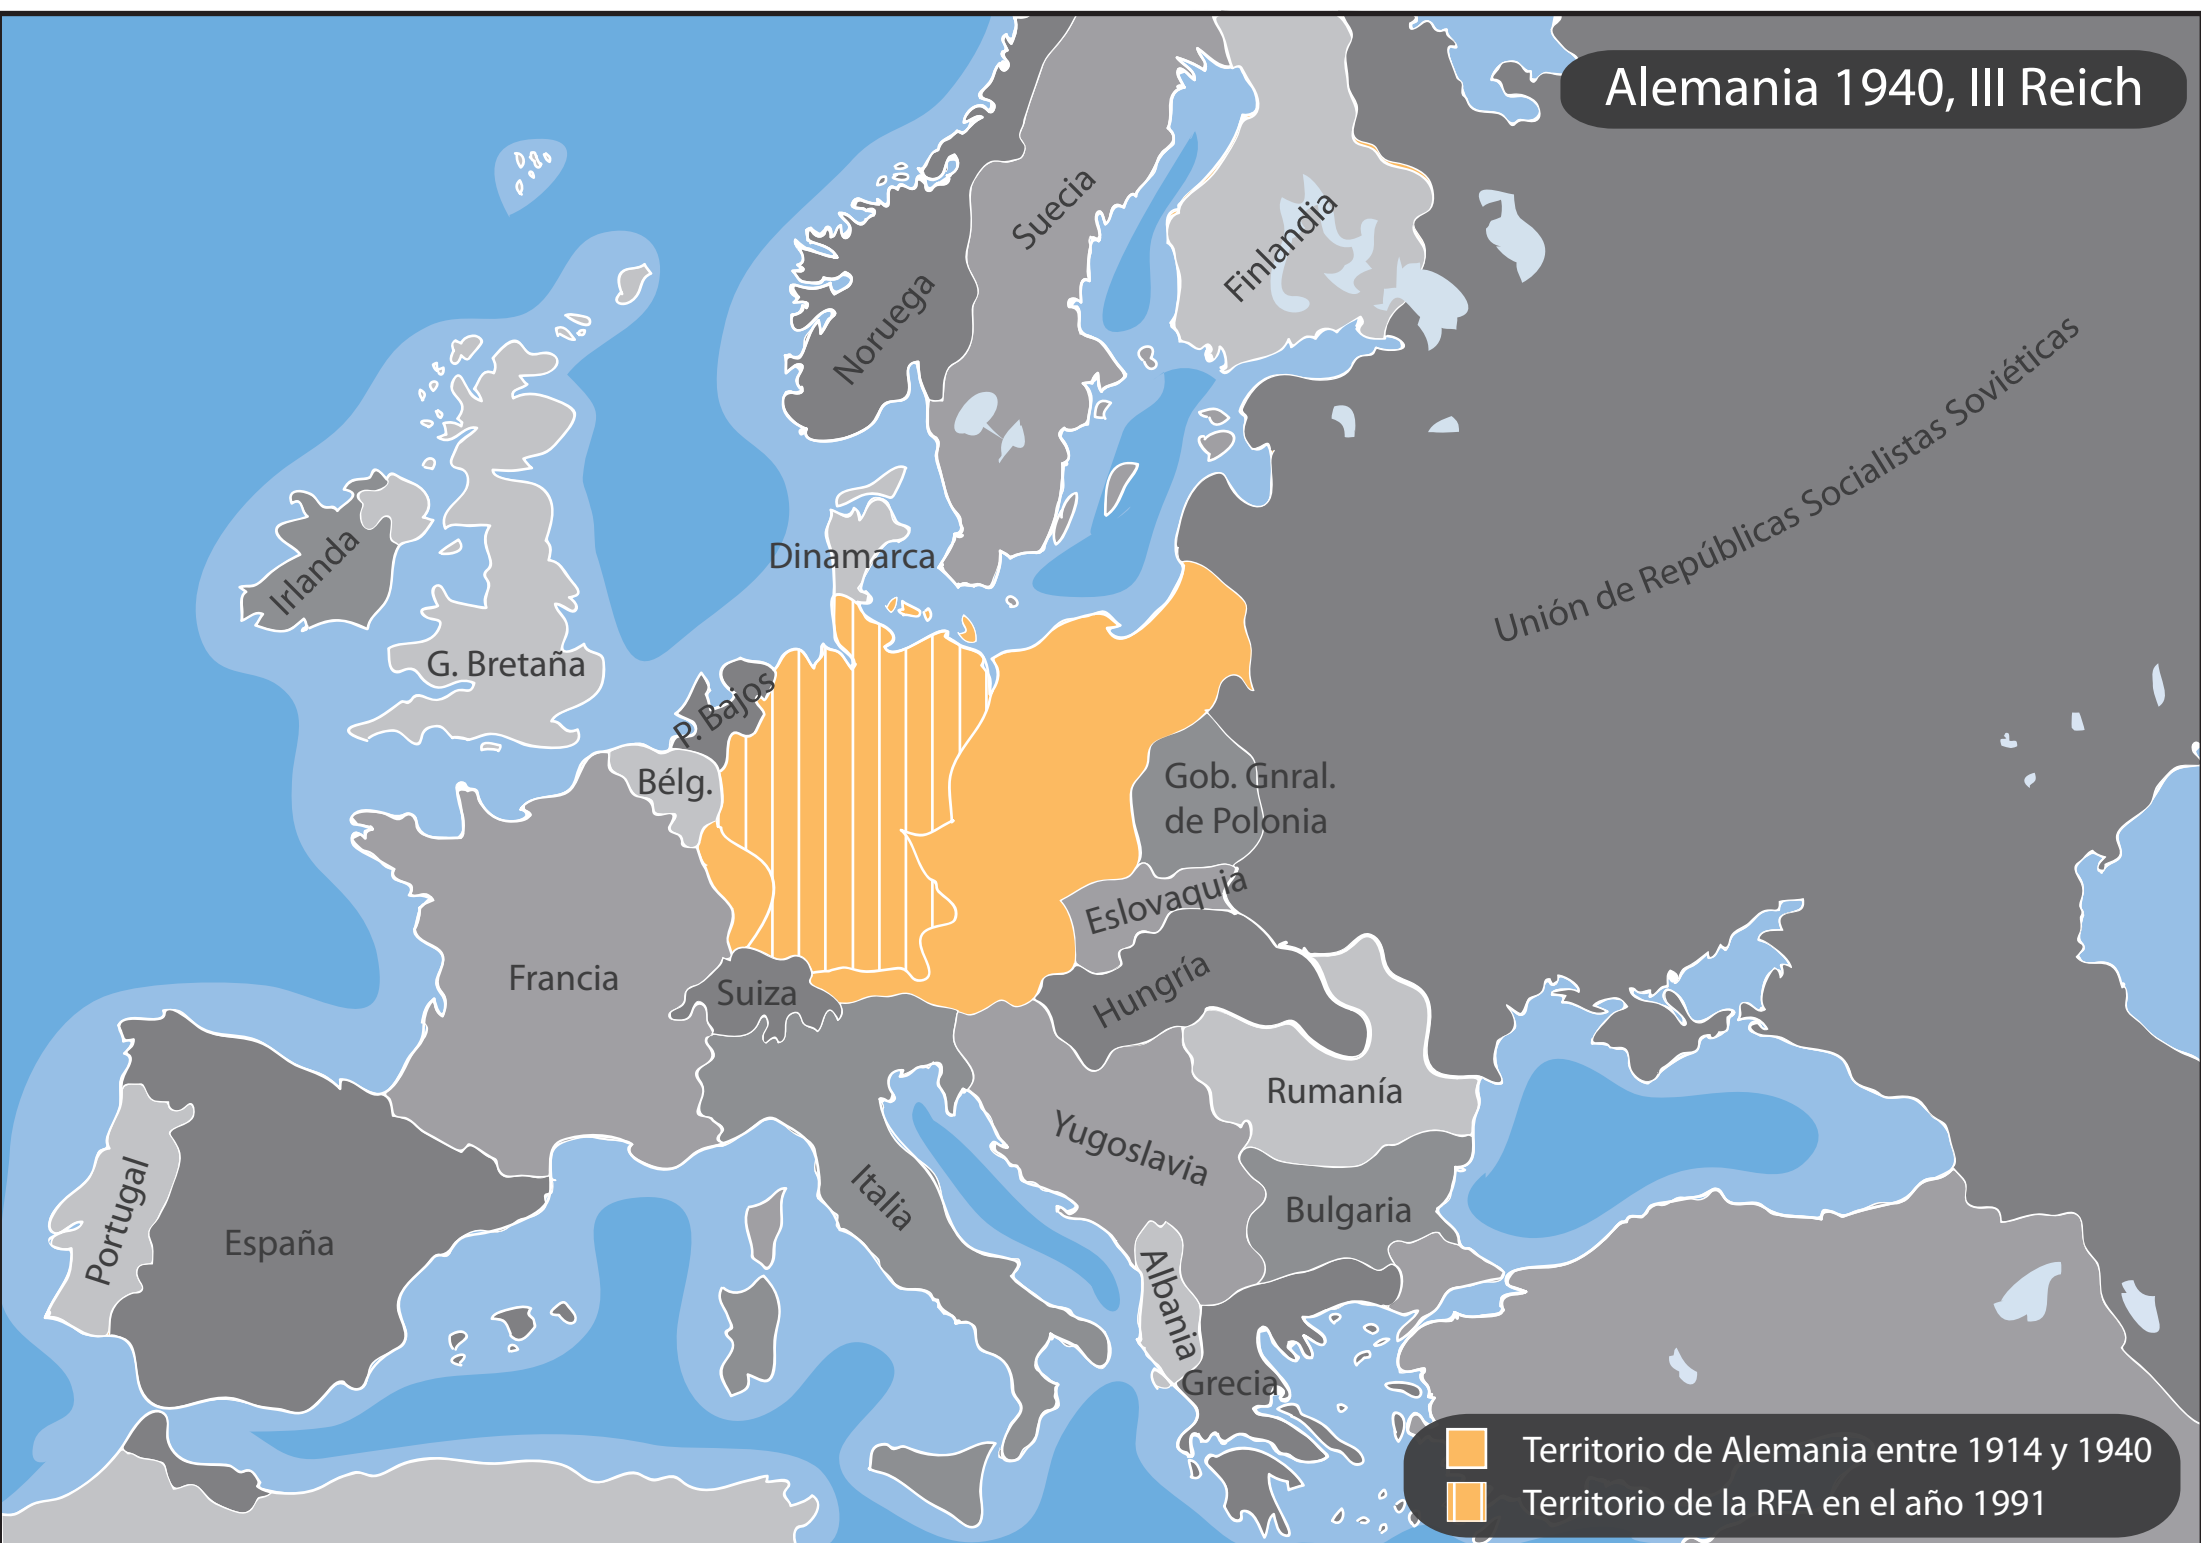 Alemania 1940, III Reich
Suecia
Finlandia
Noruega
Unión de Repúblicas Socialistas Soviéticas
Dinamarca
Irlanda
G. Bretaña
P. Bajos
Bélg.
Gob. Gnral.
de Polonia
Eslovaquia
Francia
Suiza
Hungría
Rumanía
Yugoslavia
Italia
Bulgaria
Portugal
España
Albania
Grecia
Territorio de Alemania entre 1914 y 1940
Territorio de la RFA en el año 1991